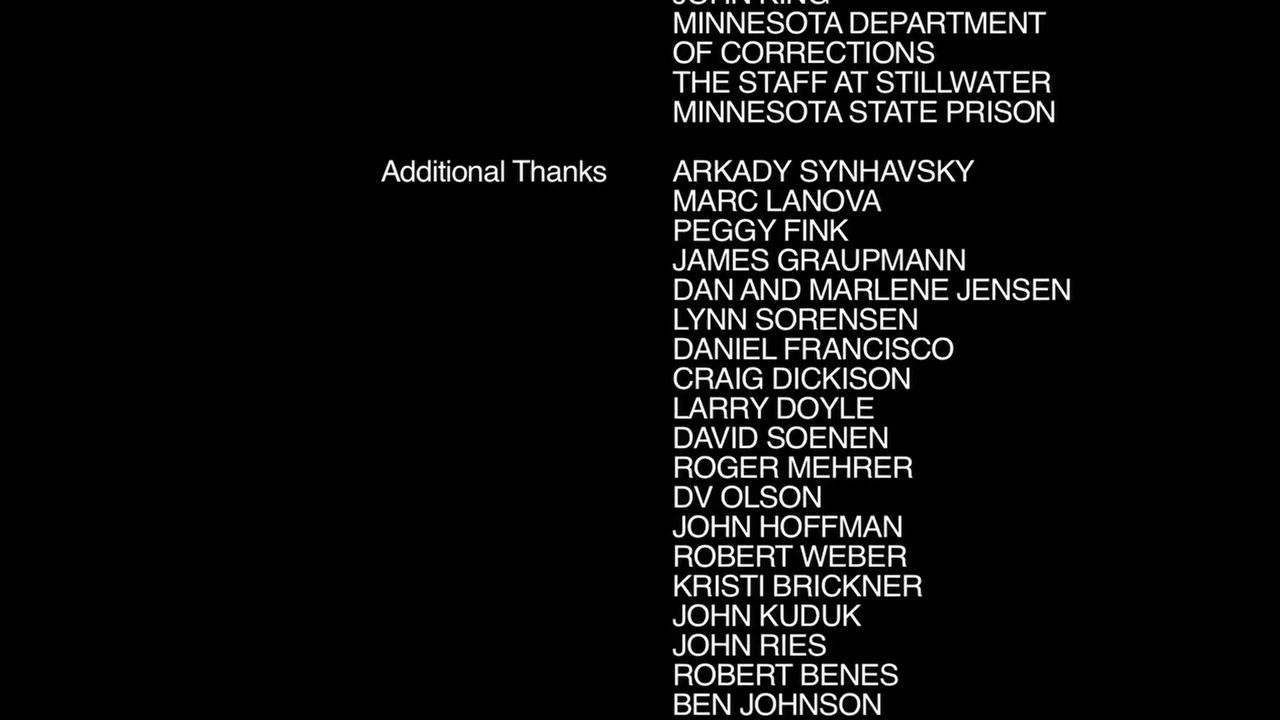 JOHN KING
MINNESOTA DEPARTMENT
OF CORRECTIONS
THE STAFF AT STILLWATER
MINNESOTA STATE PRISON
Additional Thanks ARKADY SYNHAVSKY
MARC LANOVA
PEGGY FINK
JAMES GRAUPMANN
DAN AND MARLENE JENSEN
LYNN SORENSEN
DANIEL FRANCISCO
CRAIG DICKISON
LARRY DOYLE
DAVID SOENEN
ROGER MEHRER
DV OLSON
JOHN HOFFMAN
ROBERT WEBER
KRISTI BRICKNER
JOHN KUDUK
JOHN RIES
ROBERT BENES
BEN JOHNSON